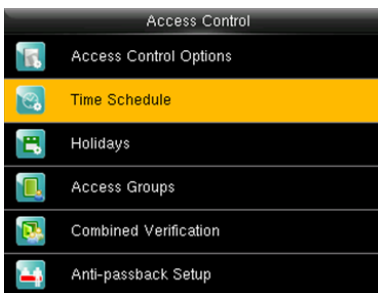 Access Control
Access Control Options
Time Schedule
Holidays
Access Groups
Combined Verification
Anti-passback Setup